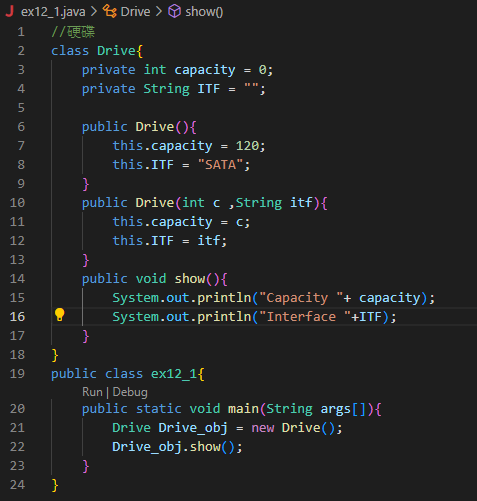 ex12_1.java > Drive > show()
1 //硬碟
2 class Drive{
3     private int capacity = 0;
4     private String ITF = "";
5
6     public Drive(){
7         this.capacity = 120;
8         this.ITF = "SATA";
9     }
10     public Drive(int c ,String itf){
11         this.capacity = c;
12         this.ITF = itf;
13     }
14     public void show(){
15         System.out.println("Capacity "+ capacity);
16         System.out.println("Interface "+ITF);
17     }
18 }
19 public class ex12_1{
Run | Debug
20     public static void main(String args[]){
21         Drive Drive_obj = new Drive();
22         Drive_obj.show();
23     }
24 }